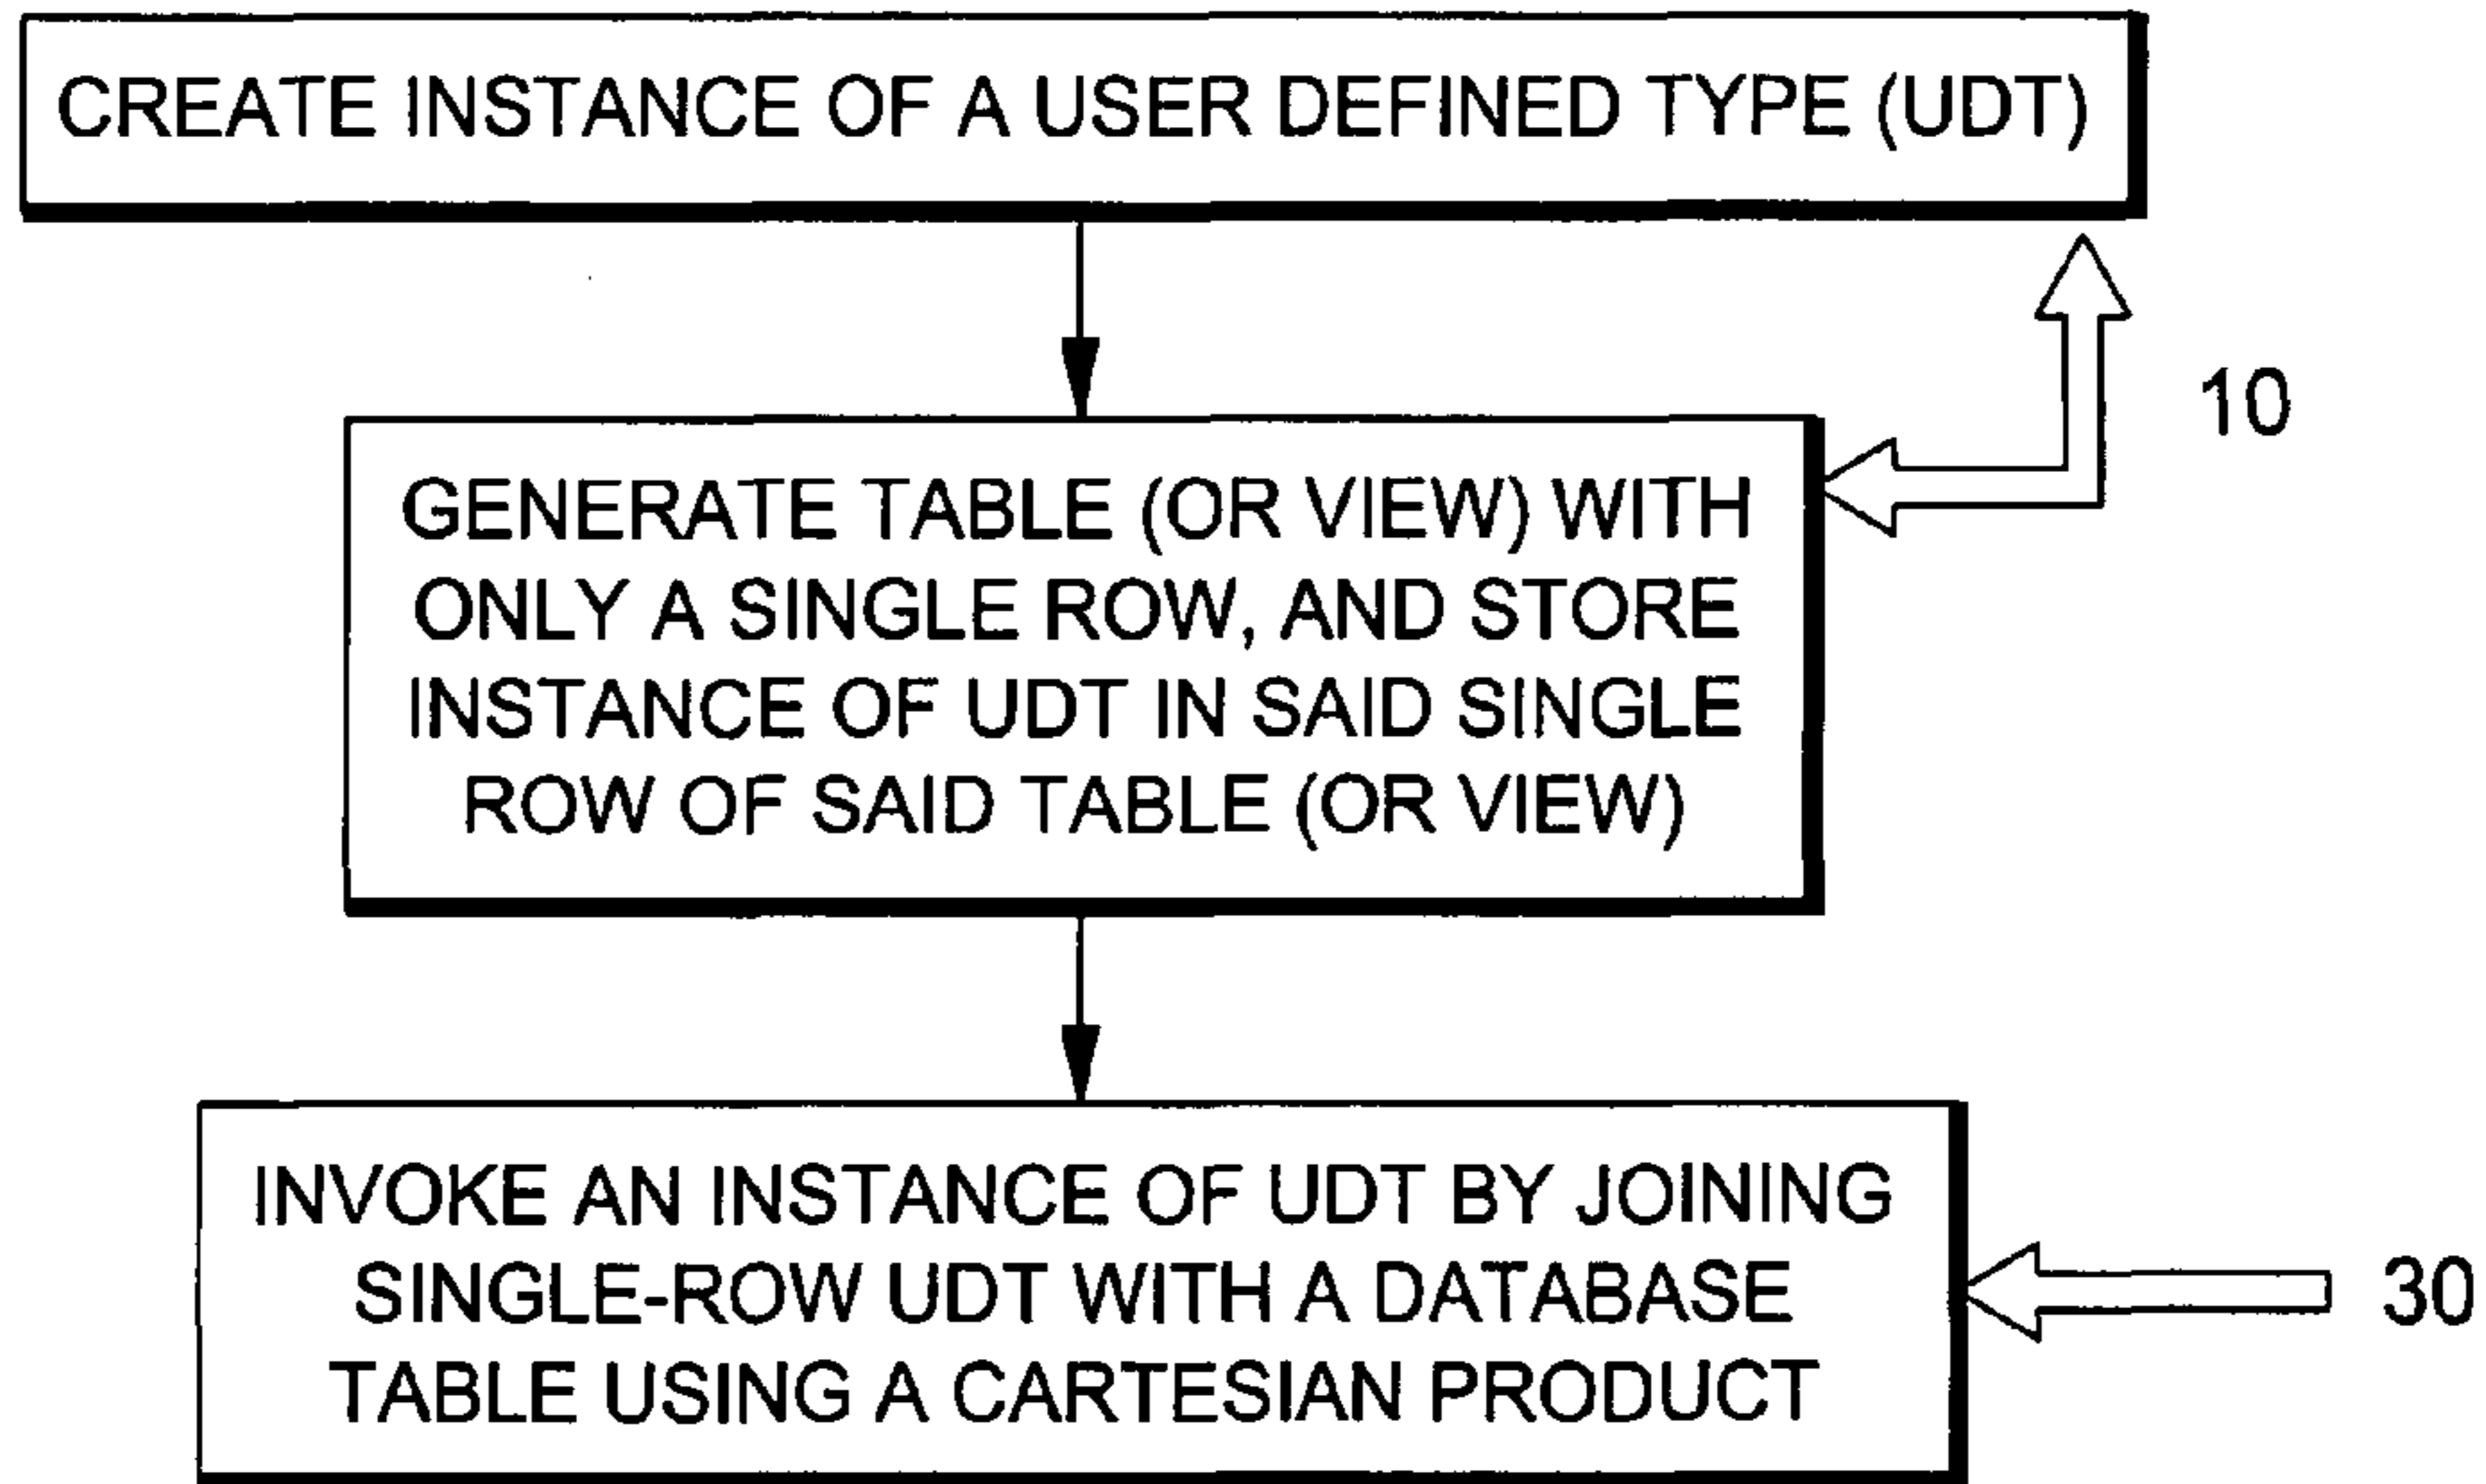 CREATE INSTANCE OF A USER DEFINED TYPE (UDT)
10
GENERATE TABLE (OR VIEW) WITH
ONLY A SINGLE ROW, AND STORE
INSTANCE OF UDT IN SAID SINGLE
ROW OF SAID TABLE (OR VIEW)
INVOKE AN INSTANCE OF UDT BY JOINING
SINGLE-ROW UDT WITH A DATABASE
TABLE USING A CARTESIAN PRODUCT
30